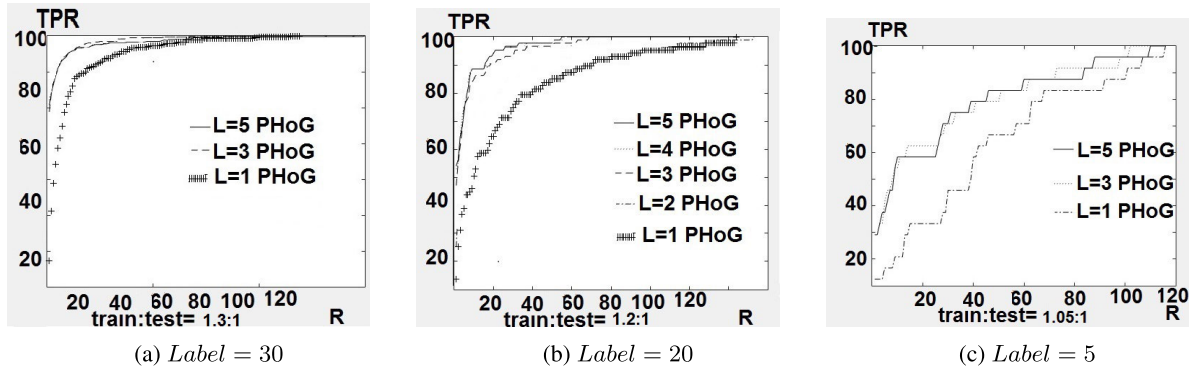 TPR
100
80
60
40
20
L=5 PHoG
L=3 PHoG
L=1 PHoG
20 40 60 80 100 120
train:test= 1.3:1 R
(a) Label = 30
TPR
100
80
60
40
20
L=5 PHoG
L=4 PHoG
L=3 PHoG
L=2 PHoG
L=1 PHoG
20 40 60 80 100 120
train:test= 1.2:1 R
(b) Label = 20
TPR
100
80
60
40
20
L=5 PHoG
L=3 PHoG
L=1 PHoG
20 40 60 80 100 120
train:test= 1.05:1 R
(c) Label = 5